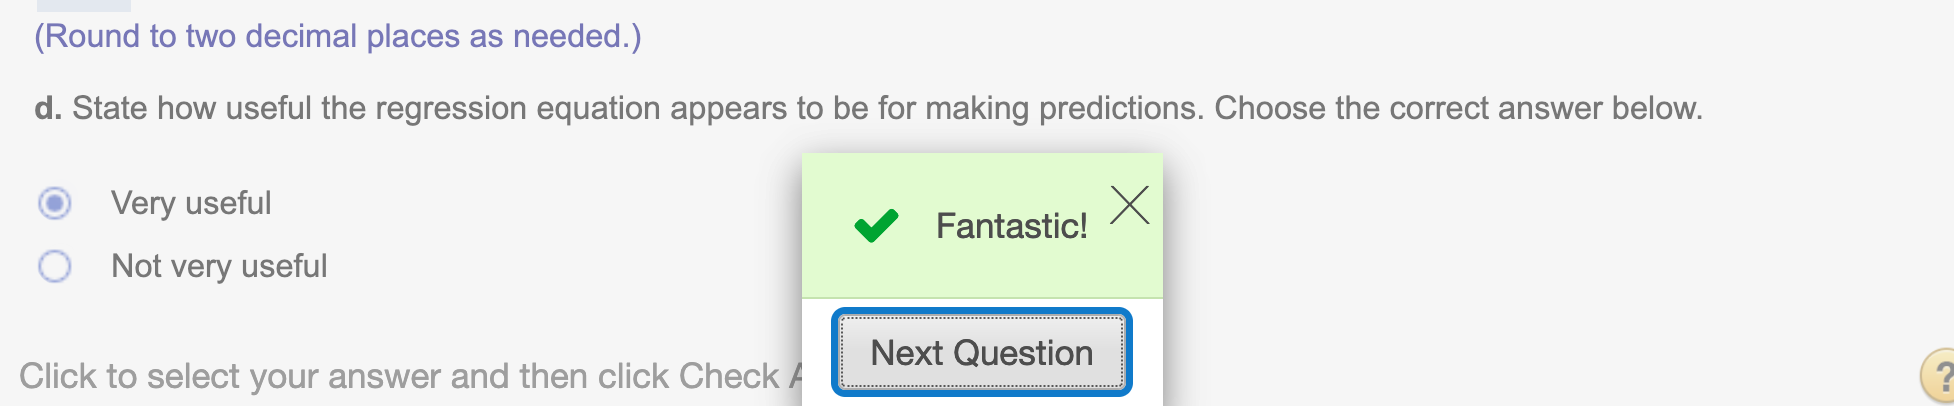 (Round to two decimal places as needed.)
d. State how useful the regression equation appears to be for making predictions. Choose the correct answer below.
Very useful
Fantastic!
Not very useful
Next Question
Click to select your answer and then click Check
?